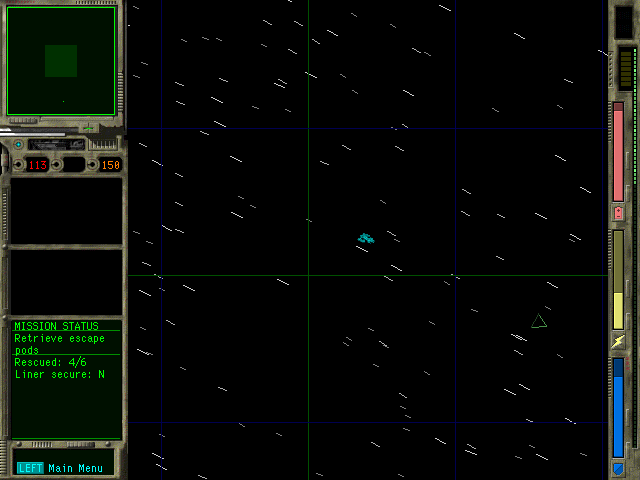 113
150
MISSION STATUS
Retrieve escape
pods
Rescued: 4/6
Liner secure: N
LEFT Main Menu